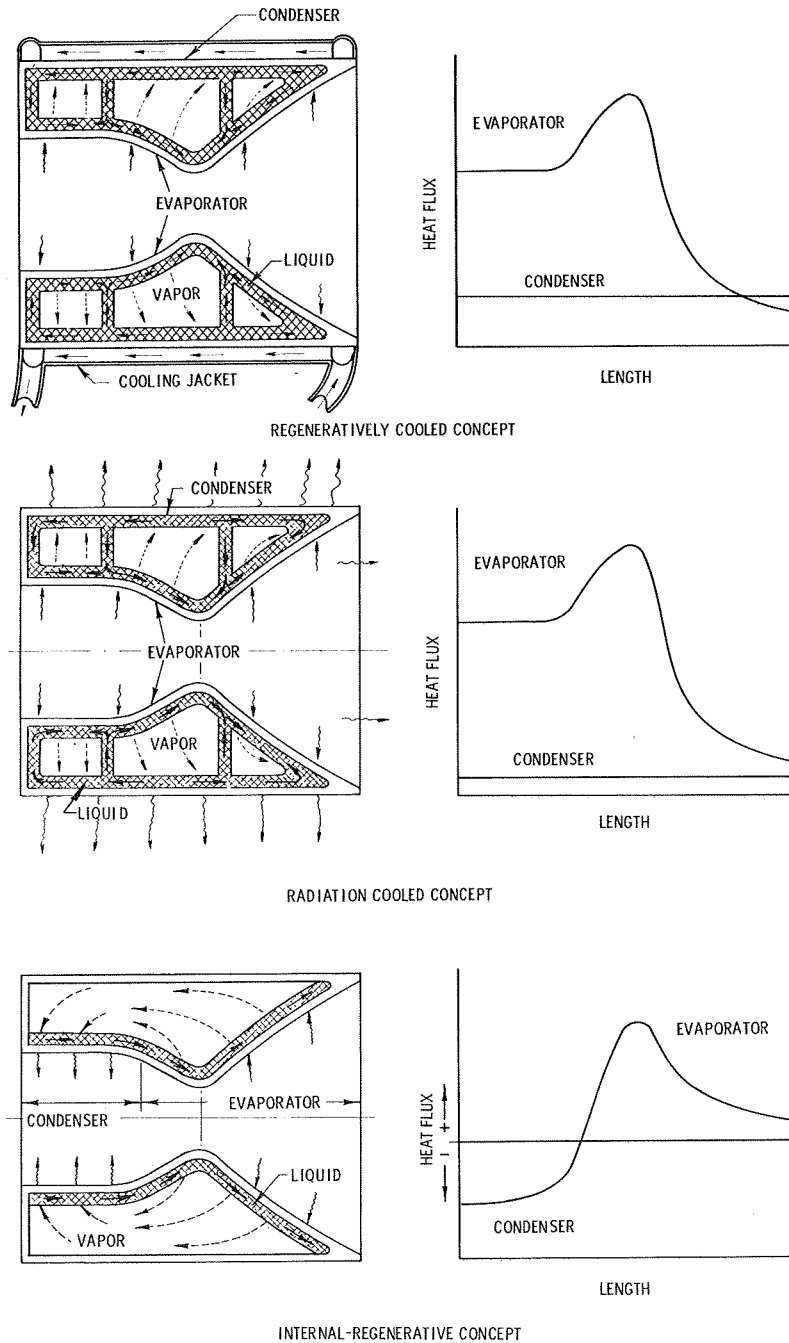 CONDENSER
EVAPORATOR
LIQUID
VAPOR
COOLING JACKET
EVAPORATOR
CONDENSER
HEAT FLUX
LENGTH
REGENERATIVELY COOLED CONCEPT
CONDENSER
EVAPORATOR
VAPOR
LIQUID
EVAPORATOR
CONDENSER
HEAT FLUX
LENGTH
RADIATION COOLED CONCEPT
CONDENSER
EVAPORATOR
LIQUID
VAPOR
EVAPORATOR
HEAT FLUX
- +
CONDENSER
LENGTH
INTERNAL-REGENERATIVE CONCEPT